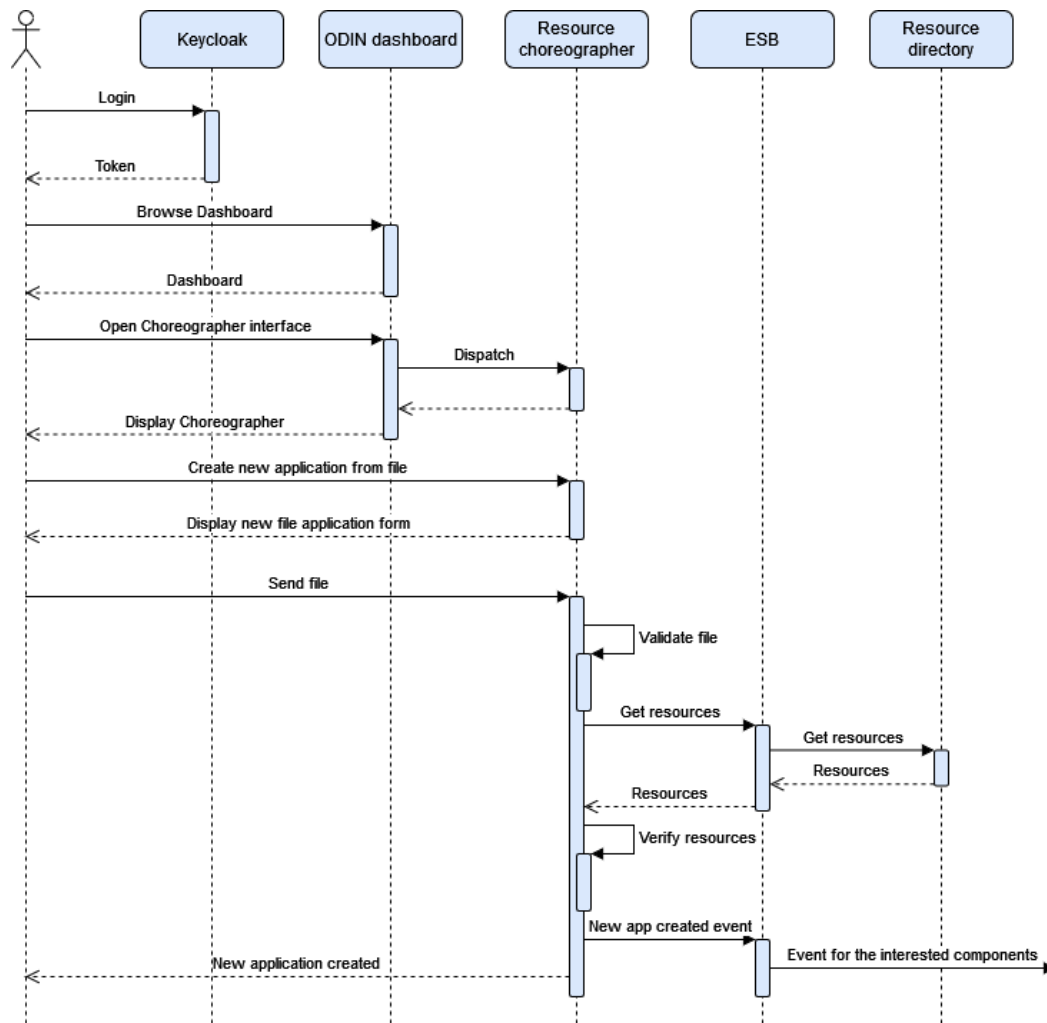 Keycloak
ODIN dashboard
Resource
choreographer
ESB
Resource
directory
Login
Token
Browse Dashboard
Dashboard
Open Choreographer interface
Dispatch
Display Choreographer
Create new application from file
Display new file application form
Send file
Validate file
Get resources
Get resources
Resources
Resources
Verify resources
New app created event
Event for the interested components
New application created